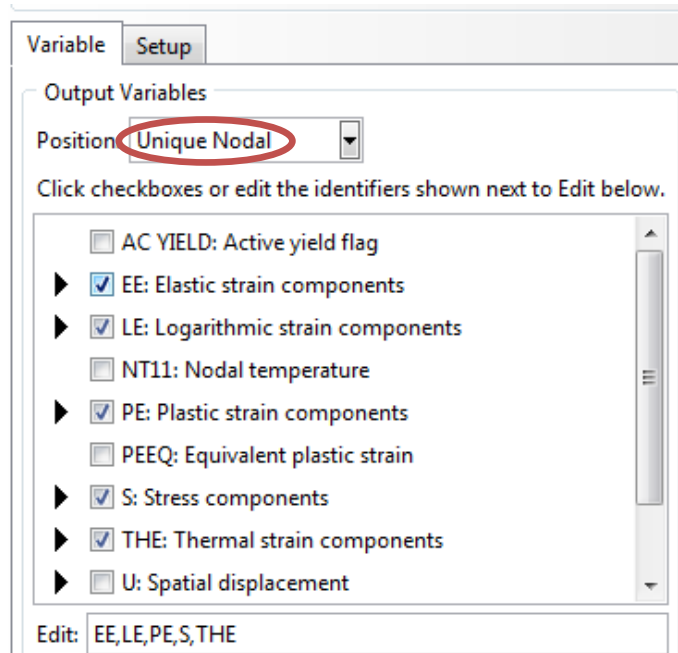 Variable Setup
Output Variables
Position Unique Nodal
Click checkboxes or edit the identifiers shown next to Edit below.
AC YIELD: Active yield flag
EE: Elastic strain components
LE: Logarithmic strain components
NT11: Nodal temperature
PE: Plastic strain components
PEEQ: Equivalent plastic strain
S: Stress components
THE: Thermal strain components
U: Spatial displacement
Edit: EE,LE,PE,S,THE